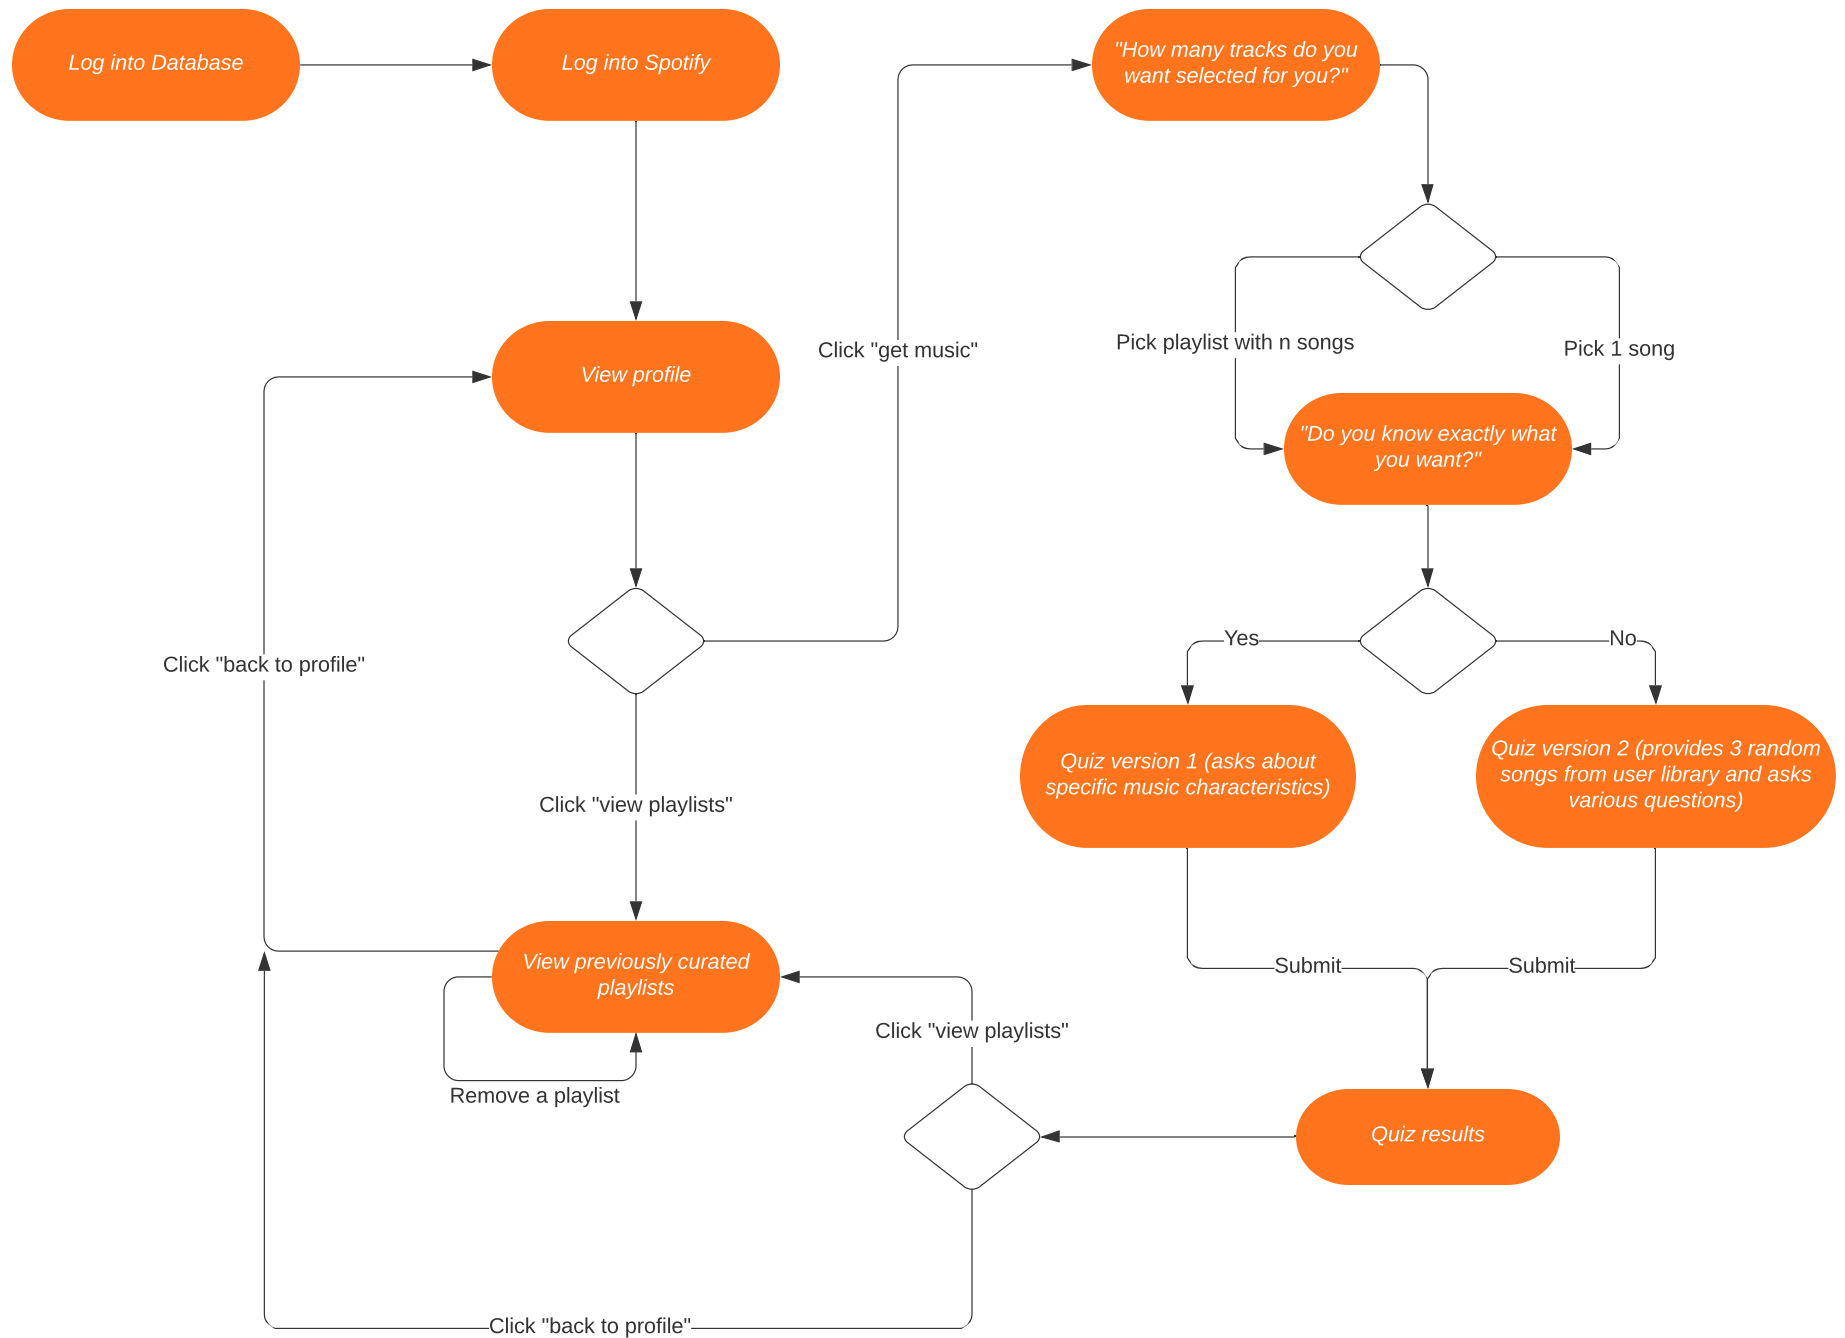 Log into Database
Log into Spotify
"How many tracks do you
want selected for you?"
Click "get music"
Pick playlist with n songs
Pick 1 song
View profile
"Do you know exactly what
you want?"
Yes
No
Click "back to profile"
Quiz version 1 (asks about
specific music characteristics)
Quiz version 2 (provides 3 random
songs from user library and asks
various questions)
Click "view playlists"
View previously curated
playlists
Submit
Submit
Click "view playlists"
Remove a playlist
Quiz results
Click "back to profile"